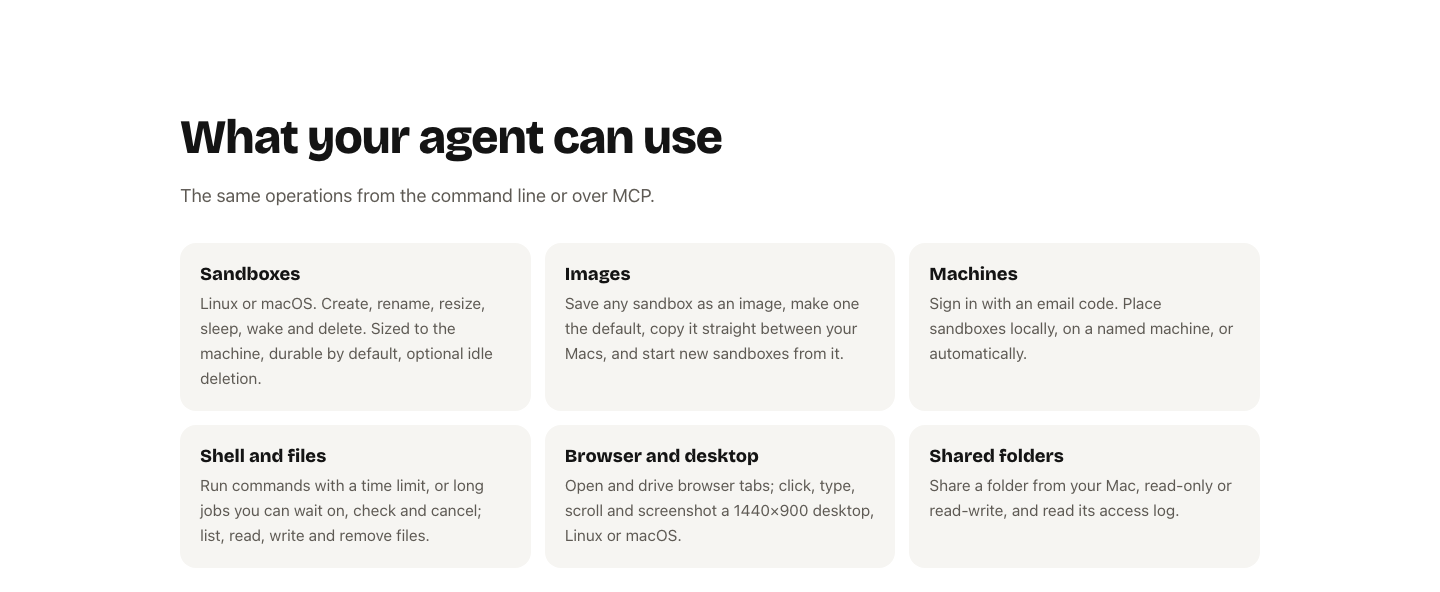 What your agent can use
The same operations from the command line or over MCP.
Sandboxes
Linux or macOS. Create, rename, resize,
sleep, wake and delete. Sized to the
machine, durable by default, optional idle
deletion.
Images
Save any sandbox as an image, make one
the default, copy it straight between your
Macs, and start new sandboxes from it.
Machines
Sign in with an email code. Place
sandboxes locally, on a named machine, or
automatically.
Shell and files
Run commands with a time limit, or long
jobs you can wait on, check and cancel;
list, read, write and remove files.
Browser and desktop
Open and drive browser tabs; click, type,
scroll and screenshot a 1440×900 desktop,
Linux or macOS.
Shared folders
Share a folder from your Mac, read-only or
read-write, and read its access log.